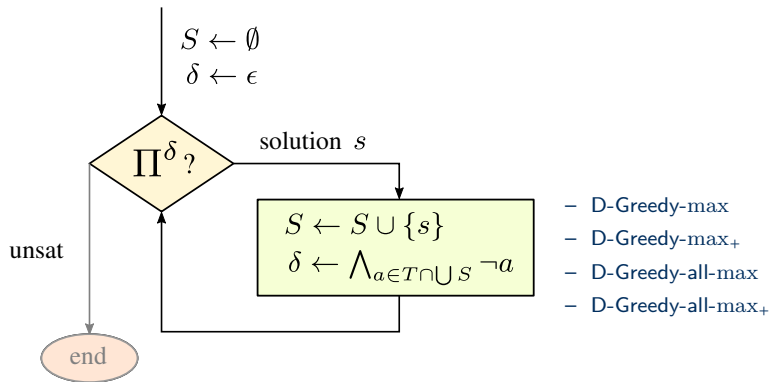 S ← ∅
δ ← ϵ
solution s
Π^δ ?
S ← S ∪ {s}
δ ← ⋀_{a∈T∩⋃S} ¬a
unsat
end
– D-Greedy-max
– D-Greedy-max₊
– D-Greedy-all-max
– D-Greedy-all-max₊